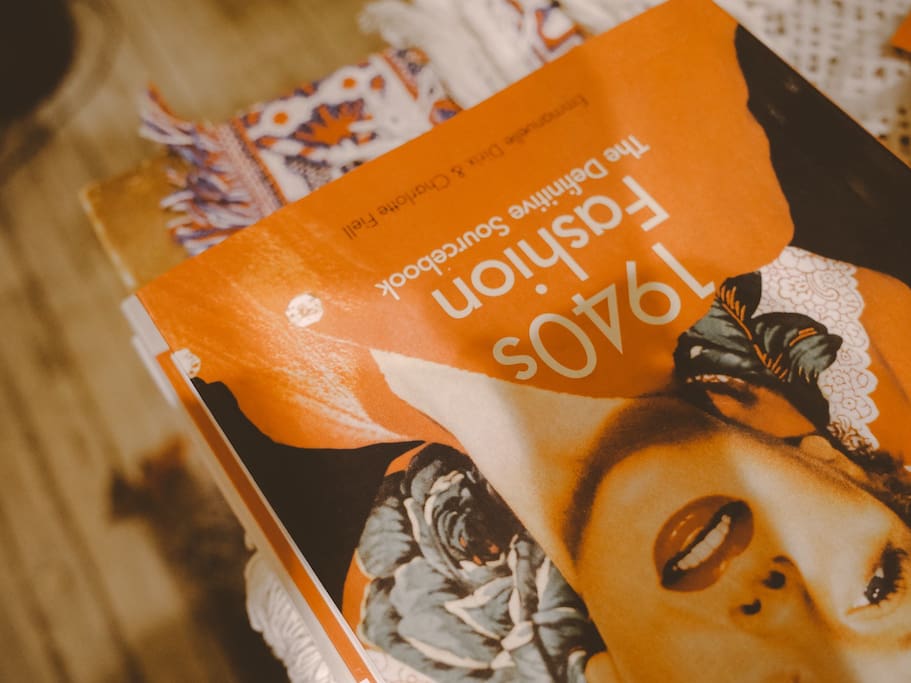 1940s
Fashion
The Definitive Sourcebook
Emmanuelle Dirix & Charlotte Fiell